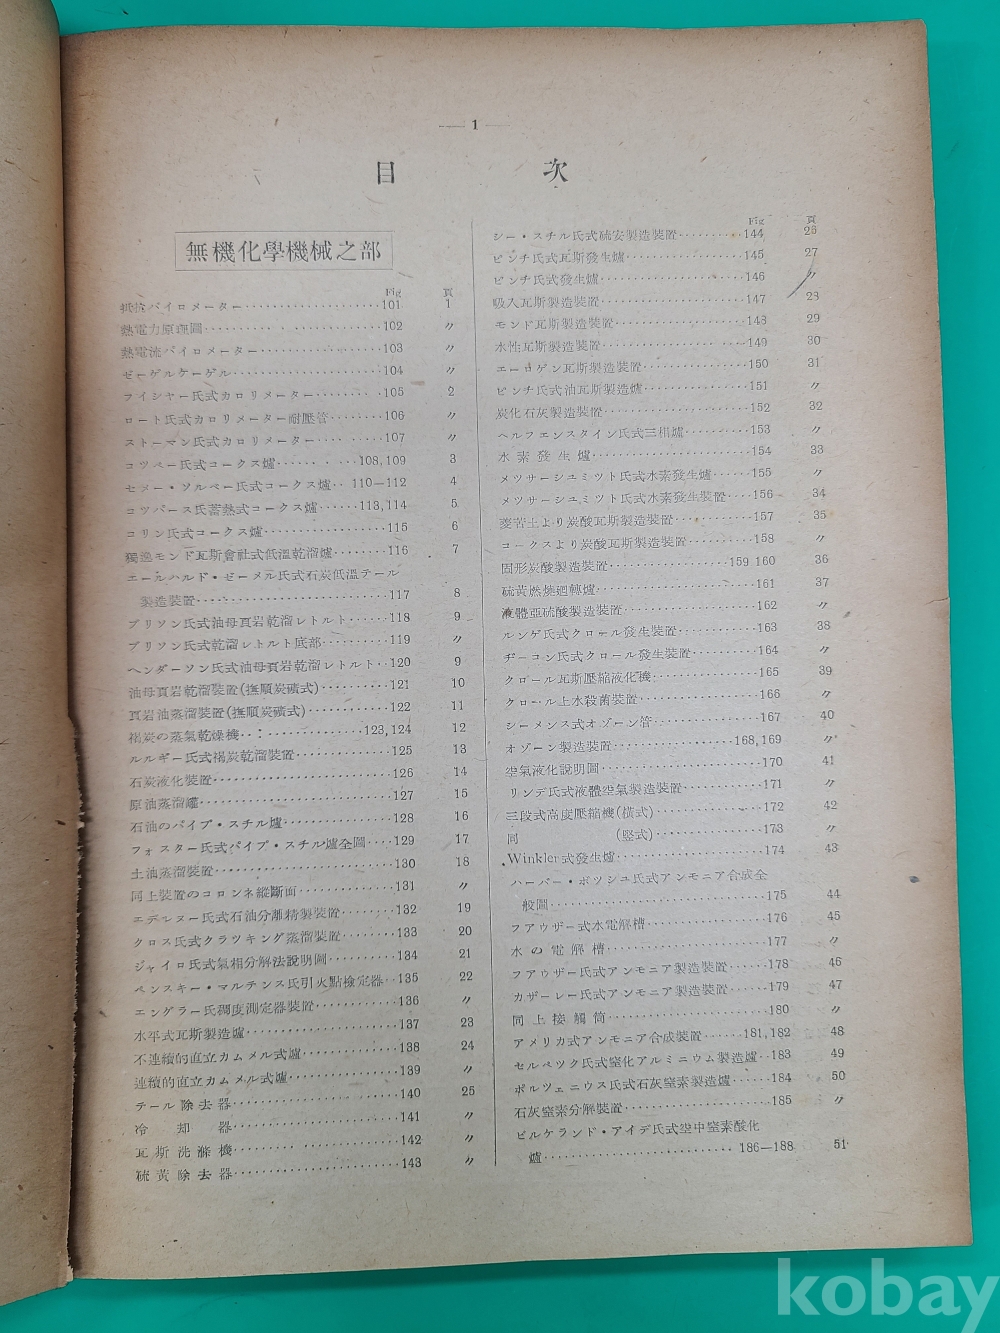 — 1 —
目 次
無機化學機械之部
Fig 頁
抵抗パイロメーター 101 1
熱電力原理圖 102 〃
熱電流パイロメーター 103 〃
ゼーゲルケーゲル 104 〃
フイシヤー氏式カロリメーター 105 2
ロート氏式カロリメーター耐壓管 106 〃
ストーマン氏式カロリメーター 107 〃
コツペー氏式コークス爐 108,109 3
セメー・ソルベー氏式コークス爐 110—112 4
コツパース氏蓄熱式コークス爐 113,114 5
コリン氏式コークス爐 115 6
獨逸モンド瓦斯會社式低溫乾溜爐 116 7
エールハルド・ゼーメル氏式石炭低溫テール
製造裝置 117 8
ブリソン氏式油母頁岩乾溜レトルト 118 9
ブリソン氏式乾溜レトルト底部 119 〃
ヘンダーソン氏式油母頁岩乾溜レトルト 120 9
油母頁岩乾溜裝置(撫順炭礦式) 121 10
頁岩油蒸溜裝置(撫順炭礦式) 122 11
褐炭の蒸氣乾燥機 123,124 12
ルルギー氏式褐炭乾溜裝置 125 13
石炭液化裝置 126 14
原油蒸溜罐 127 15
石油のパイプ・スチル爐 128 16
フォスター氏式パイプ・スチル爐全圖 129 17
土油蒸溜裝置 130 18
同上裝置のコロンネ縱斷面 131 〃
エデルヌー氏式石油分離精製裝置 132 19
クロス氏式クラツキング蒸溜裝置 133 20
ジャイロ氏式氣相分解法說明圖 134 21
ペンスキー・マルテンス氏引火點檢定器 135 22
エングラー氏稠度測定器裝置 136 〃
水平式瓦斯製造爐 137 23
不連續的直立カムメル式爐 138 24
連續的直立カムメル式爐 139 〃
テール除去器 140 25
冷却器 141 〃
瓦斯洗滌機 142 〃
硫黃除去器 143 〃
Fig 頁
シー・スチル氏式硫安製造裝置 144 26
ピンチ氏式瓦斯發生爐 145 27
ピンチ氏式發生爐 146 〃
吸入瓦斯製造裝置 147 28
モンド瓦斯製造裝置 148 29
水性瓦斯製造裝置 149 30
エーロゲン瓦斯製造裝置 150 31
ピンチ氏式油瓦斯製造爐 151 〃
炭化石灰製造裝置 152 32
ヘルフエンスタイン氏式三相爐 153 〃
水素發生爐 154 33
メツサーシユミツト氏式水素發生爐 155 〃
メツサーシユミツト氏式水素發生裝置 156 34
菱苦土より炭酸瓦斯製造裝置 157 35
コークスより炭酸瓦斯製造裝置 158 〃
固形炭酸製造裝置 159 160 36
硫黃燃燒廻轉爐 161 37
液體亞硫酸製造裝置 162 〃
ルンゲ氏式クロール發生裝置 163 38
ヂーコン氏式クロール發生裝置 164 〃
クロール瓦斯壓縮液化機 165 39
クロール上水殺菌裝置 166 〃
シーメンス式オゾーン管 167 40
オゾーン製造裝置 168,169 〃
空氣液化說明圖 170 41
リンデ氏式液體空氣製造裝置 171 〃
三段式高度壓縮機(橫式) 172 42
同 (竪式) 173 〃
Winkler式發生爐 174 43
ハーバー・ボツシユ氏式アンモニア合成全
般圖 175 44
フアウザー式水電解槽 176 45
水の電解槽 177 〃
フアウザー氏式アンモニア製造裝置 178 46
カザーレー氏式アンモニア製造裝置 179 47
同上接觸筒 180 〃
アメリカ式アンモニア合成裝置 181,182 48
セルペツク氏式窒化アルミニウム製造爐 183 49
ポルツェニウス氏式石灰窒素製造爐 184 50
石灰窒素分解裝置 185 〃
ビルケランド・アイデ氏式空中窒素酸化
爐 186—188 51
kobay